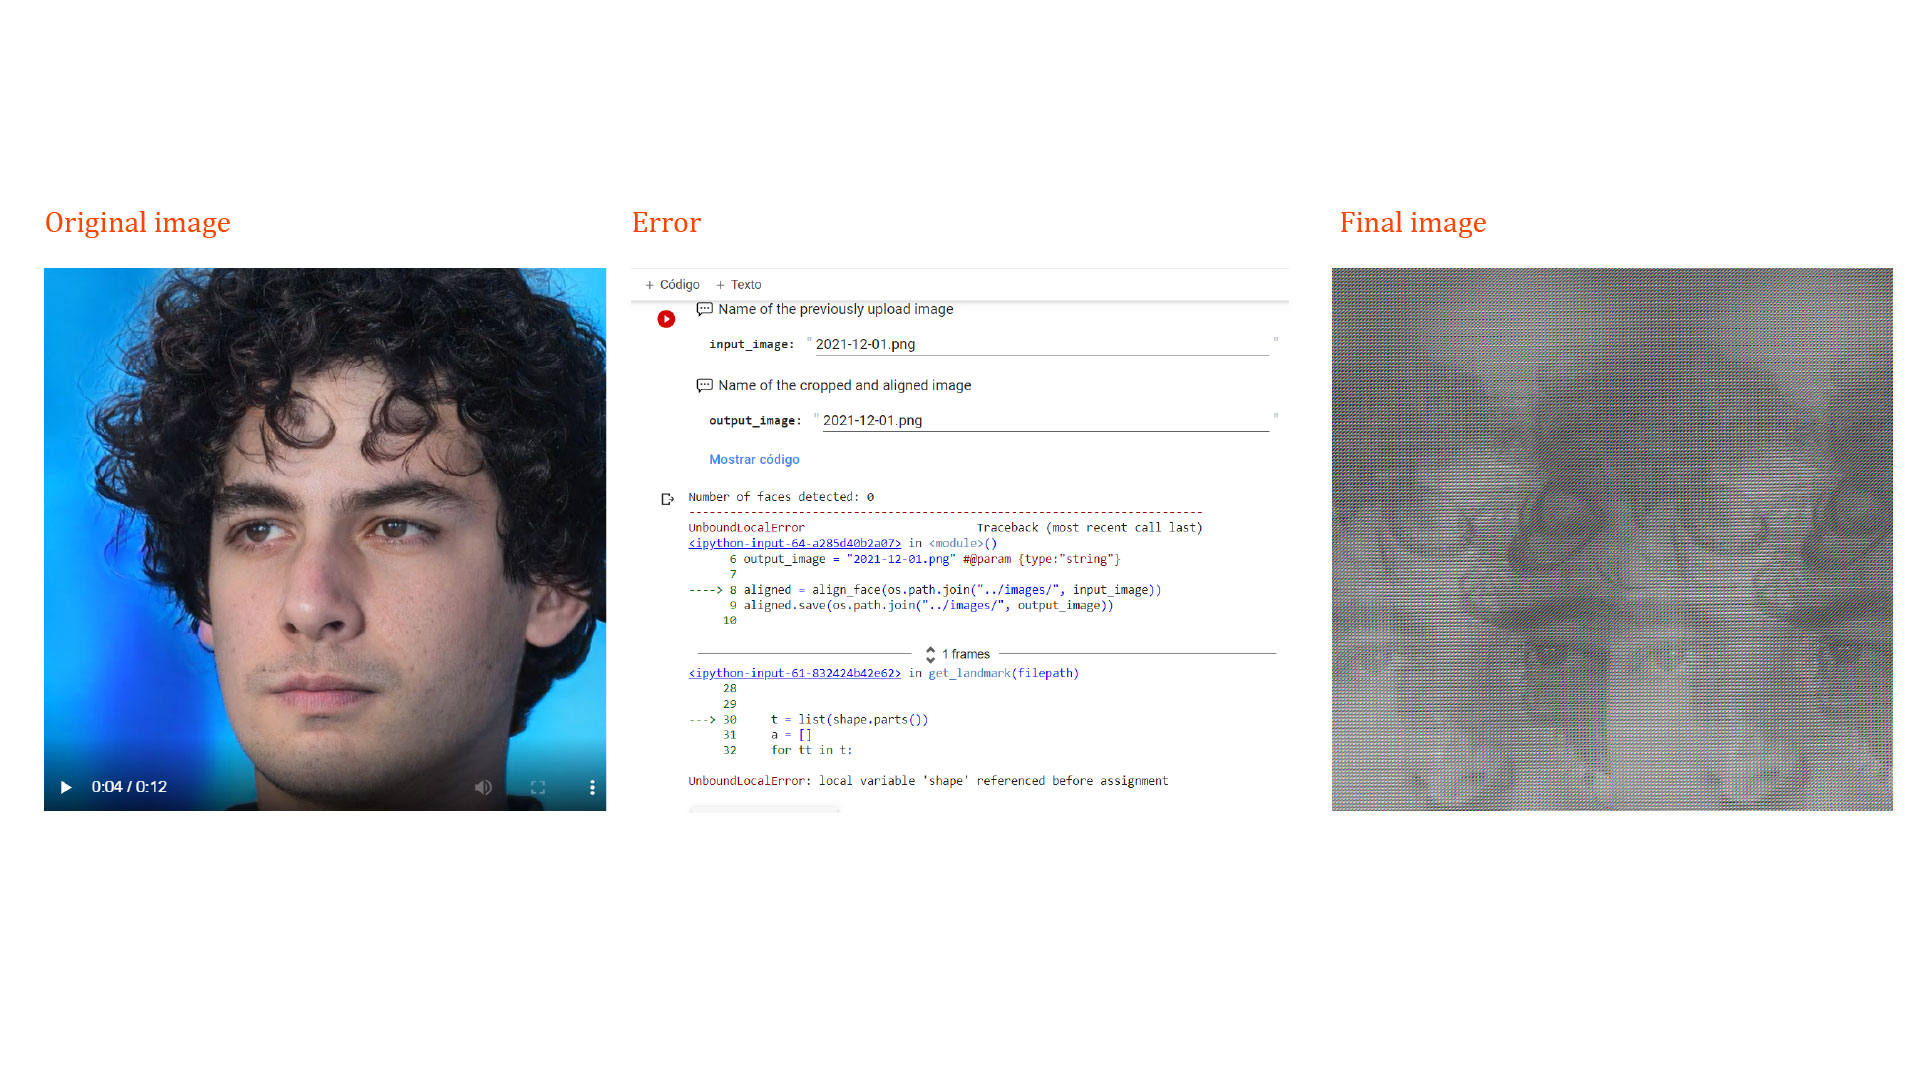 Original image
Error
Final image
0:04 / 0:12
+ Código + Texto
Name of the previously upload image
input_image: "2021-12-01.png"
Name of the cropped and aligned image
output_image: "2021-12-01.png"
Mostrar código
Number of faces detected: 0
---------------------------------------------------------------------------
UnboundLocalError Traceback (most recent call last)
<ipython-input-64-a285d40b2a07> in <module>()
6 output_image = "2021-12-01.png" #@param {type:"string"}
7
----> 8 aligned = align_face(os.path.join("../images/", input_image))
9 aligned.save(os.path.join("../images/", output_image))
10
1 frames
<ipython-input-61-832424b42e62> in get_landmark(filepath)
28
29
---> 30 t = list(shape.parts())
31 a = []
32 for tt in t:
UnboundLocalError: local variable 'shape' referenced before assignment